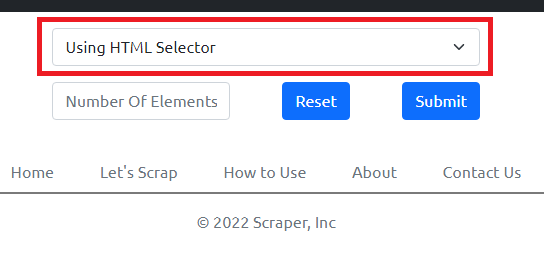 Using HTML Selector
Number Of Elements Reset Submit
Home Let's Scrap How to Use About Contact Us
© 2022 Scraper, Inc